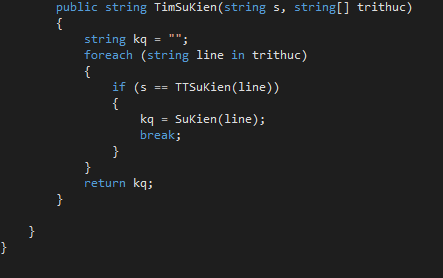 public string TimSuKien(string s, string[] trithuc)
{
string kq = "";
foreach (string line in trithuc)
{
if (s == TTSuKien(line))
{
kq = SuKien(line);
break;
}
}
return kq;
}
}
}